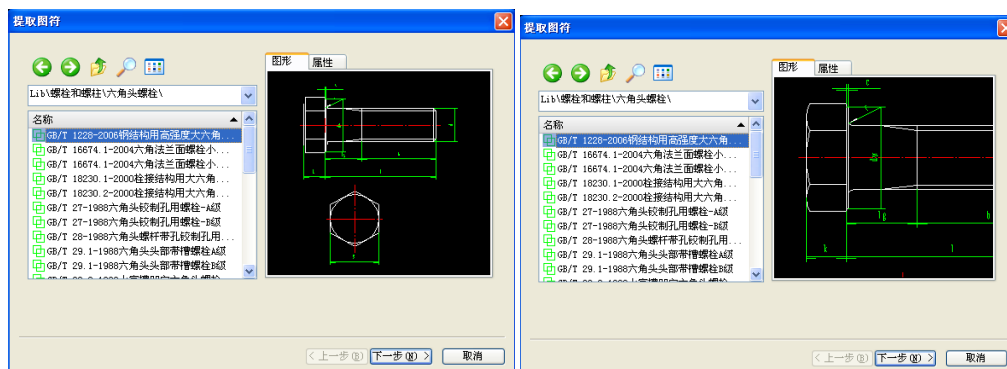 提取图符
Lib\螺栓和螺柱\六角头螺栓\
名称
GB/T 1228-2006钢结构用高强度大六角...
GB/T 16674.1-2004六角法兰面螺栓小...
GB/T 16674.1-2004六角法兰面螺栓小...
GB/T 18230.1-2000栓接结构用大六角...
GB/T 18230.2-2000栓接结构用大六角...
GB/T 27-1988六角头铰制孔用螺栓-A级
GB/T 27-1988六角头铰制孔用螺栓-B级
GB/T 28-1988六角头螺杆带孔铰制孔用...
GB/T 29.1-1988六角头头部带槽螺栓A级
GB/T 29.1-1988六角头头部带槽螺栓B级
图形
属性
<上一步(B)
下一步(N) >
取消
提取图符
Lib\螺栓和螺柱\六角头螺栓\
名称
GB/T 1228-2006钢结构用高强度大六角...
GB/T 16674.1-2004六角法兰面螺栓小...
GB/T 16674.1-2004六角法兰面螺栓小...
GB/T 18230.1-2000栓接结构用大六角...
GB/T 18230.2-2000栓接结构用大六角...
GB/T 27-1988六角头铰制孔用螺栓-A级
GB/T 27-1988六角头铰制孔用螺栓-B级
GB/T 28-1988六角头螺杆带孔铰制孔用...
GB/T 29.1-1988六角头头部带槽螺栓A级
GB/T 29.1-1988六角头头部带槽螺栓B级
图形
属性
k
l
b
<上一步(B)
下一步(N) >
取消